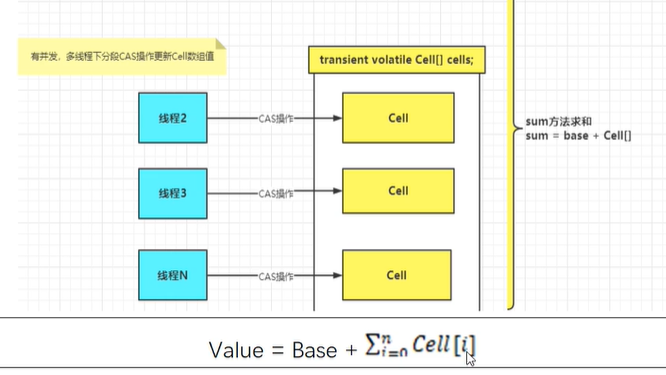 有并发，多线程下分段CAS操作更新Cell数组值
transient volatile Cell[] cells;
线程2
CAS操作
Cell
sum方法求和
sum = base + Cell[]
线程3
CAS操作
Cell
线程N
CAS操作
Cell
Value = Base + ∑ⁿᵢ₌₀ Cell[i]